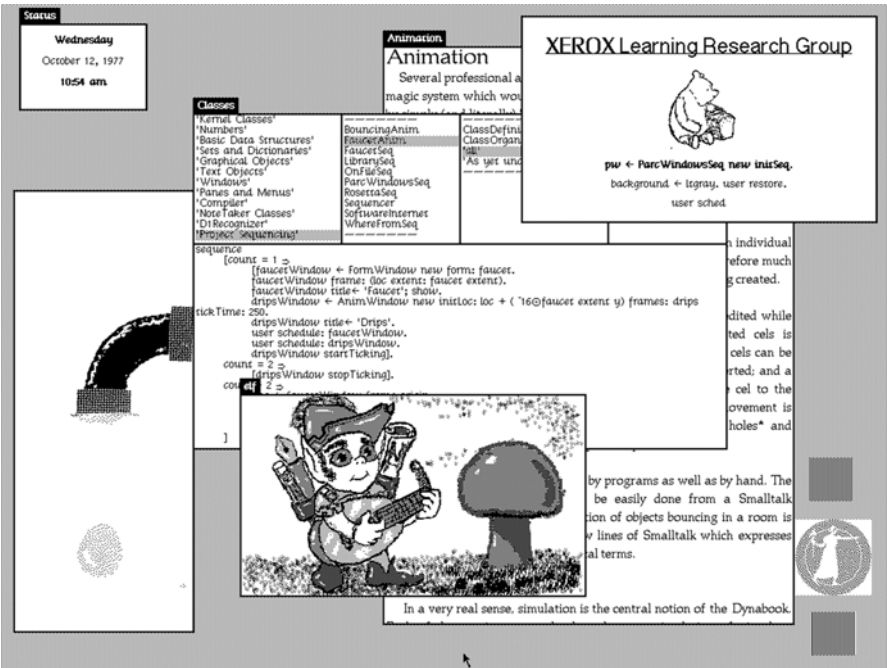 Status
Wednesday
October 12, 1977
10:54 am
Animation
Animation
Several professional a
magic system which wou
XEROX Learning Research Group
pw ← ParcWindowsSeq new initSeq.
background ← ltgray. user restore.
user sched
Classes
'Kernel Classes'
'Numbers'
'Basic Data Structures'
'Sets and Dictionaries'
'Graphical Objects'
'Text Objects'
'Windows'
'Panes and Menus'
'Compiler'
'NoteTaker Classes'
'D1Recognizer'
'Project Sequencing'
BouncingAnim
FaucetAnim
FaucetSeq
LibrarySeq
OnFileSeq
ParcWindowsSeq
RosettaSeq
Sequencer
SoftwareInternet
WhereFromSeq
ClassDefini
ClassOrgani
'all'
'As yet unc
sequence
[count = 1 ⇒
[faucetWindow ← FormWindow new form: faucet.
faucetWindow frame: (loc extent: faucet extent).
faucetWindow title← 'Faucet'; show.
dripsWindow ← AnimWindow new initLoc: loc + ( ¯16⊙faucet extent y) frames: drips
tickTime: 250.
dripsWindow title← 'Drips'.
user schedule: faucetWindow.
user schedule: dripsWindow.
dripsWindow startTicking].
count = 2 ⇒
[dripsWindow stopTicking].
cou 2 ⇒
]
elf
n individual
refore much
g created.
edited while
ted cels is
cels can be
erted; and a
cel to the
ovement is
holes* and
by programs as well as by hand. The
be easily done from a Smalltalk
tion of objects bouncing in a room is
w lines of Smalltalk which expresses
al terms.
In a very real sense, simulation is the central notion of the Dynabook.